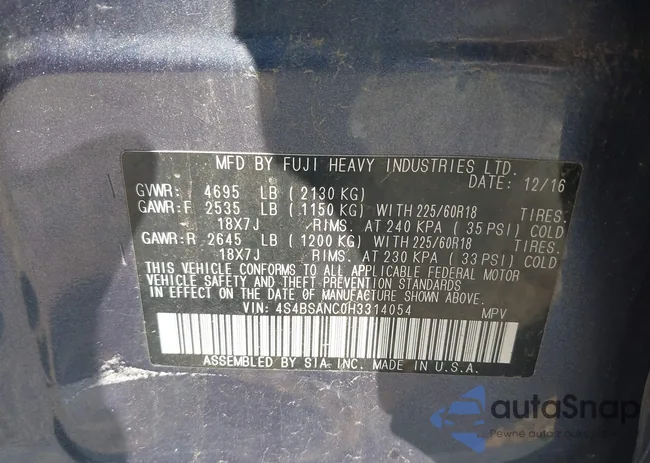 MFD BY FUJI HEAVY INDUSTRIES LTD.
DATE: 12/16
GVWR: 4695 LB (2130 KG)
GAWR:F 2535 LB (1150 KG) WITH 225/60R18 TIRES.
18X7J RIMS. AT 240 KPA (35 PSI) COLD
GAWR:R 2645 LB (1200 KG) WITH 225/60R18 TIRES.
18X7J RIMS. AT 230 KPA (33 PSI) COLD
THIS VEHICLE CONFORMS TO ALL APPLICABLE FEDERAL MOTOR
VEHICLE SAFETY AND THEFT PREVENTION STANDARDS
IN EFFECT ON THE DATE OF MANUFACTURE SHOWN ABOVE.
VIN: 4S4BSANC0H3314054 MPV
ASSEMBLED BY S.I.A. INC. MADE IN U.S.A.
autaSnap
Pewne auta z aukcji